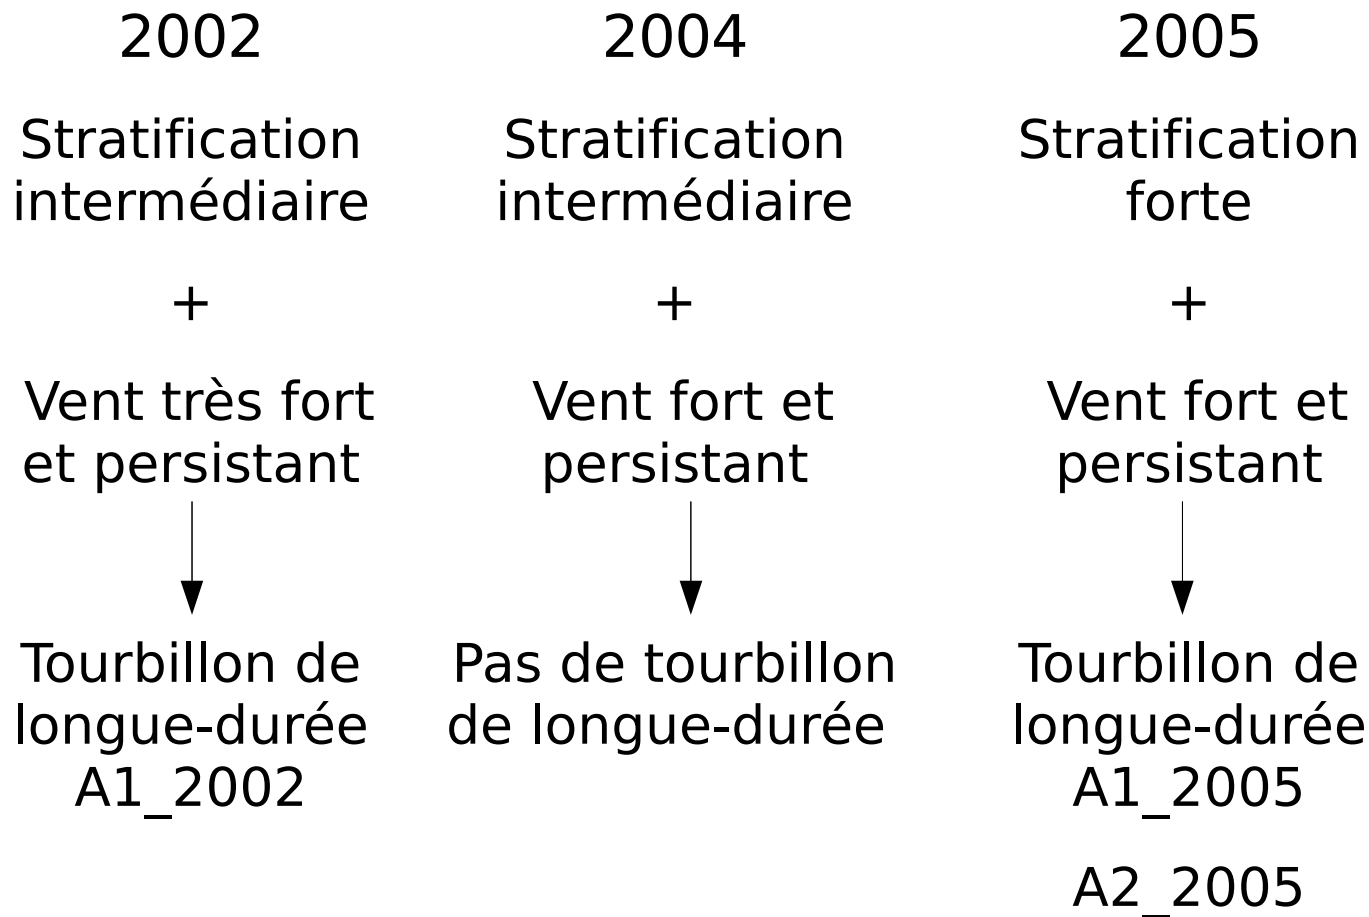 2002
Stratification
intermédiaire
+
Vent très fort
et persistant
Tourbillon de
longue-durée
A1_2002
2004
Stratification
intermédiaire
+
Vent fort et
persistant
Pas de tourbillon
de longue-durée
2005
Stratification
forte
+
Vent fort et
persistant
Tourbillon de
longue-durée
A1_2005
A2_2005